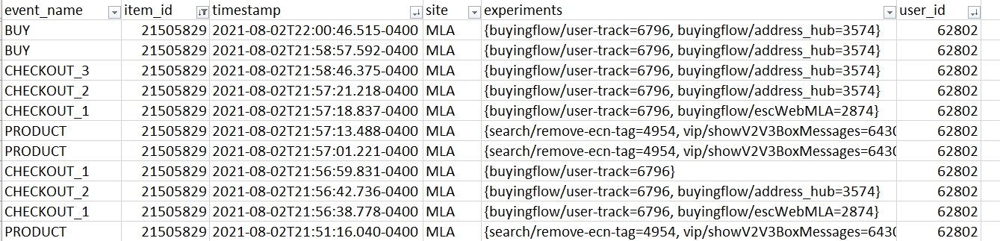 event_name item_id timestamp site experiments user_id
BUY 21505829 2021-08-02T22:00:46.515-0400 MLA {buyingflow/user-track=6796, buyingflow/address_hub=3574} 62802
BUY 21505829 2021-08-02T21:58:57.592-0400 MLA {buyingflow/user-track=6796, buyingflow/address_hub=3574} 62802
CHECKOUT_3 21505829 2021-08-02T21:58:46.375-0400 MLA {buyingflow/user-track=6796, buyingflow/address_hub=3574} 62802
CHECKOUT_2 21505829 2021-08-02T21:57:21.218-0400 MLA {buyingflow/user-track=6796, buyingflow/address_hub=3574} 62802
CHECKOUT_1 21505829 2021-08-02T21:57:18.837-0400 MLA {buyingflow/user-track=6796, buyingflow/escWebMLA=2874} 62802
PRODUCT 21505829 2021-08-02T21:57:13.488-0400 MLA {search/remove-ecn-tag=4954, vip/showV2V3BoxMessages=6430 62802
PRODUCT 21505829 2021-08-02T21:57:01.221-0400 MLA {search/remove-ecn-tag=4954, vip/showV2V3BoxMessages=6430 62802
CHECKOUT_1 21505829 2021-08-02T21:56:59.831-0400 MLA {buyingflow/user-track=6796} 62802
CHECKOUT_2 21505829 2021-08-02T21:56:42.736-0400 MLA {buyingflow/user-track=6796, buyingflow/address_hub=3574} 62802
CHECKOUT_1 21505829 2021-08-02T21:56:38.778-0400 MLA {buyingflow/user-track=6796, buyingflow/escWebMLA=2874} 62802
PRODUCT 21505829 2021-08-02T21:51:16.040-0400 MLA {search/remove-ecn-tag=4954, vip/showV2V3BoxMessages=6430 62802